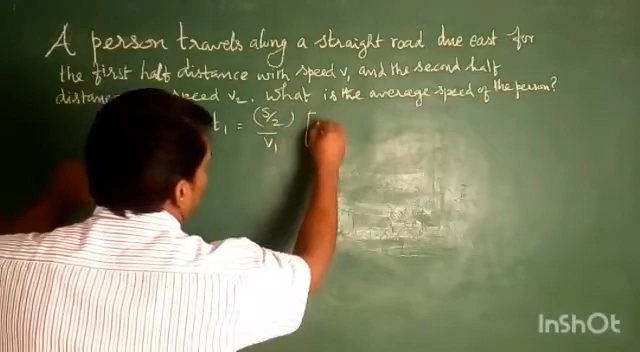 A person travels along a straight road due east for
the first half distance with speed v₁ and the second half
distance speed v₂. What is the average speed of the person?
t₁ = (S/2)/v₁ [
InShOt